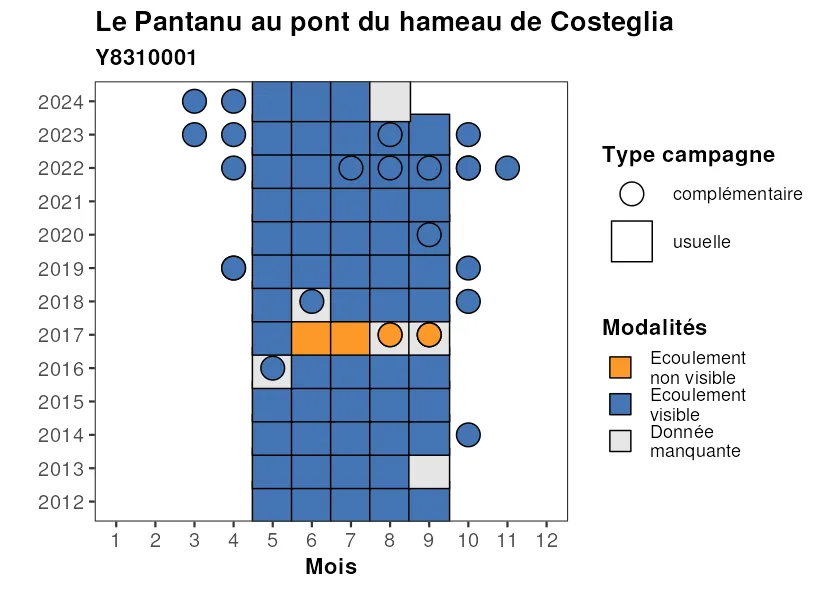 Le Pantanu au pont du hameau de Costeglia
Y8310001
2024
2023
2022
2021
2020
2019
2018
2017
2016
2015
2014
2013
2012
1 2 3 4 5 6 7 8 9 10 11 12
Mois
Type campagne
complémentaire
usuelle
Modalités
Ecoulement
non visible
Ecoulement
visible
Donnée
manquante